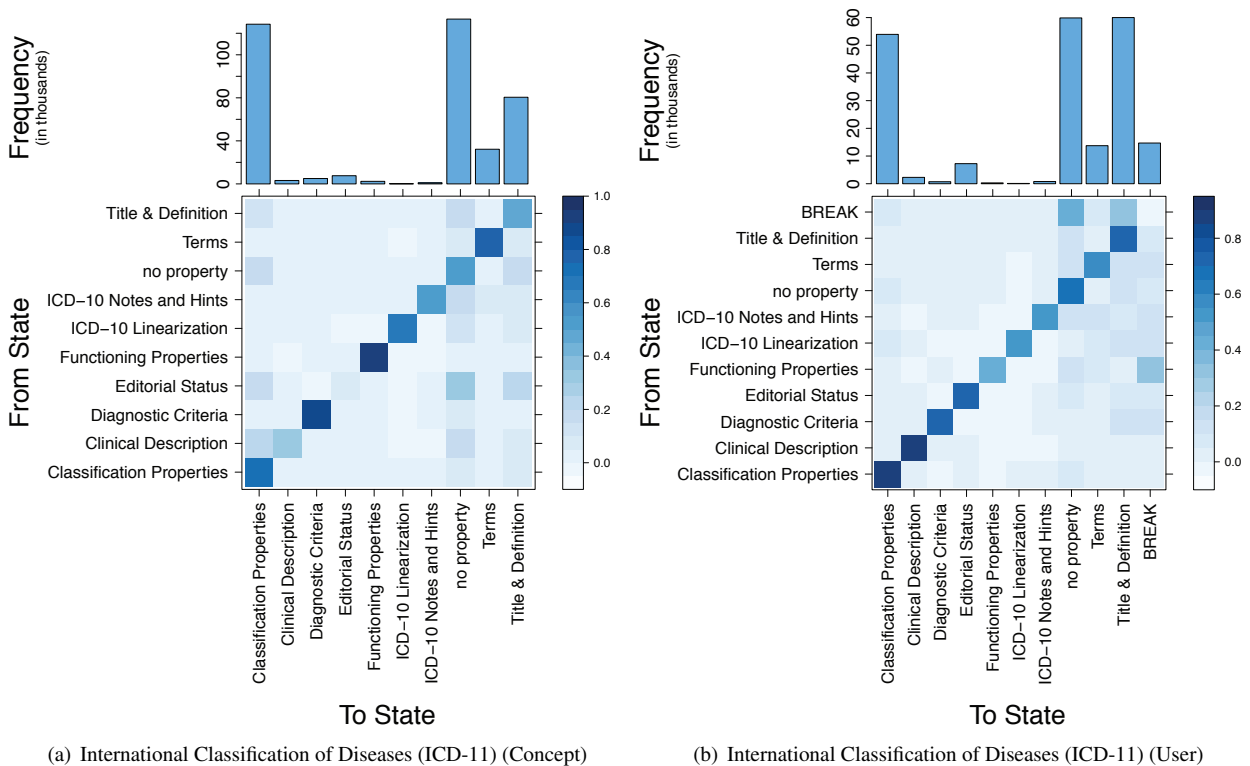 Frequency
(in thousands)
0
40
80
120
From State
Title & Definition
Terms
no property
ICD−10 Notes and Hints
ICD−10 Linearization
Functioning Properties
Editorial Status
Diagnostic Criteria
Clinical Description
Classification Properties
1.0
0.8
0.6
0.4
0.2
0.0
Classification Properties
Clinical Description
Diagnostic Criteria
Editorial Status
Functioning Properties
ICD−10 Linearization
ICD−10 Notes and Hints
no property
Terms
Title & Definition
To State
(a) International Classification of Diseases (ICD-11) (Concept)
Frequency
(in thousands)
0
10
20
30
40
50
60
From State
BREAK
Title & Definition
Terms
no property
ICD−10 Notes and Hints
ICD−10 Linearization
Functioning Properties
Editorial Status
Diagnostic Criteria
Clinical Description
Classification Properties
0.8
0.6
0.4
0.2
0.0
Classification Properties
Clinical Description
Diagnostic Criteria
Editorial Status
Functioning Properties
ICD−10 Linearization
ICD−10 Notes and Hints
no property
Terms
Title & Definition
BREAK
To State
(b) International Classification of Diseases (ICD-11) (User)